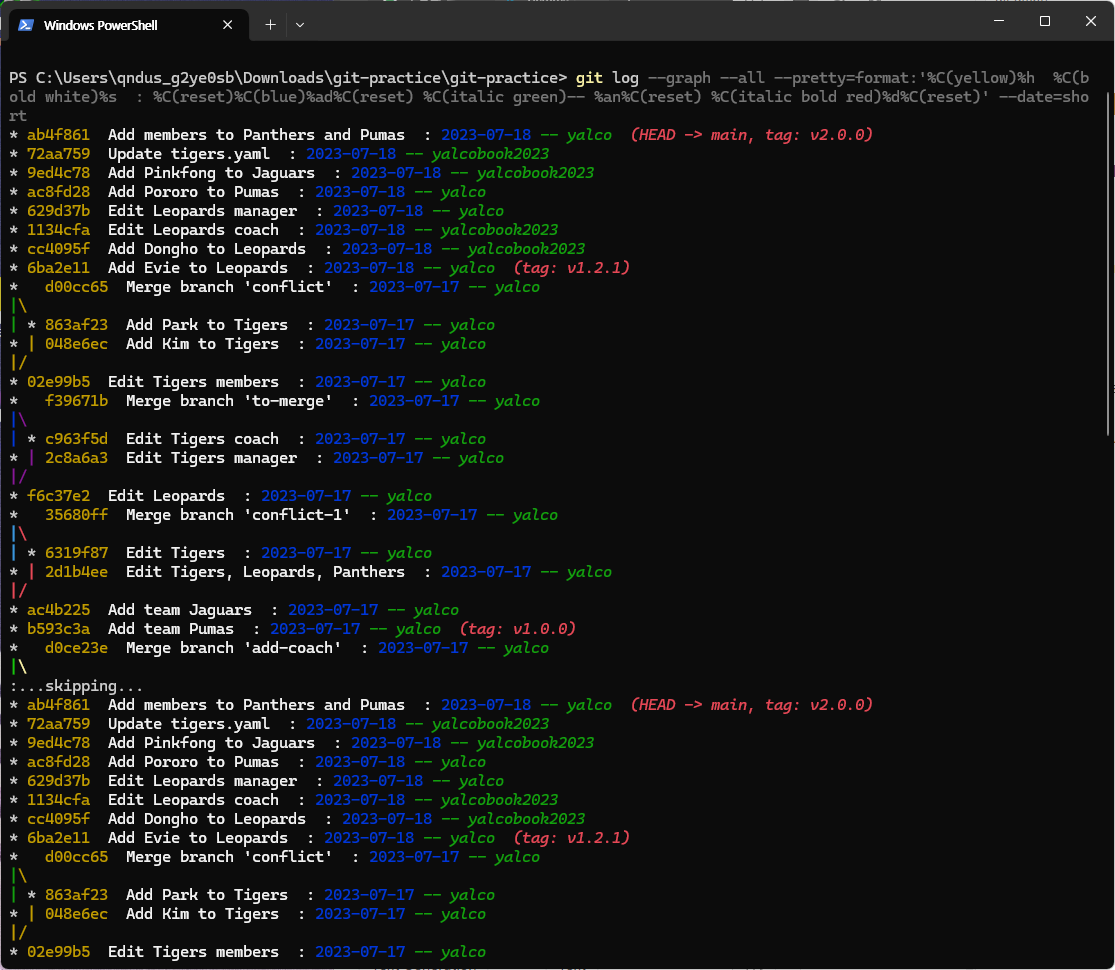 Windows PowerShell
PS C:\Users\qndus_g2ye0sb\Downloads\git-practice\git-practice> git log --graph --all --pretty=format:'%C(yellow)%h  %C(b
old white)%s  : %C(reset)%C(blue)%ad%C(reset) %C(italic green)-- %an%C(reset) %C(italic bold red)%d%C(reset)' --date=sho
rt
* ab4f861  Add members to Panthers and Pumas  : 2023-07-18 -- yalco  (HEAD -> main, tag: v2.0.0)
* 72aa759  Update tigers.yaml  : 2023-07-18 -- yalcobook2023
* 9ed4c78  Add Pinkfong to Jaguars  : 2023-07-18 -- yalcobook2023
* ac8fd28  Add Pororo to Pumas  : 2023-07-18 -- yalco
* 629d37b  Edit Leopards manager  : 2023-07-18 -- yalco
* 1134cfa  Edit Leopards coach  : 2023-07-18 -- yalcobook2023
* cc4095f  Add Dongho to Leopards  : 2023-07-18 -- yalcobook2023
* 6ba2e11  Add Evie to Leopards  : 2023-07-18 -- yalco  (tag: v1.2.1)
*   d00cc65  Merge branch 'conflict'  : 2023-07-17 -- yalco
|\
| * 863af23  Add Park to Tigers  : 2023-07-17 -- yalco
* | 048e6ec  Add Kim to Tigers  : 2023-07-17 -- yalco
|/
* 02e99b5  Edit Tigers members  : 2023-07-17 -- yalco
*   f39671b  Merge branch 'to-merge'  : 2023-07-17 -- yalco
|\
| * c963f5d  Edit Tigers coach  : 2023-07-17 -- yalco
* | 2c8a6a3  Edit Tigers manager  : 2023-07-17 -- yalco
|/
* f6c37e2  Edit Leopards  : 2023-07-17 -- yalco
*   35680ff  Merge branch 'conflict-1'  : 2023-07-17 -- yalco
|\
| * 6319f87  Edit Tigers  : 2023-07-17 -- yalco
* | 2d1b4ee  Edit Tigers, Leopards, Panthers  : 2023-07-17 -- yalco
|/
* ac4b225  Add team Jaguars  : 2023-07-17 -- yalco
* b593c3a  Add team Pumas  : 2023-07-17 -- yalco  (tag: v1.0.0)
*   d0ce23e  Merge branch 'add-coach'  : 2023-07-17 -- yalco
|\
:...skipping...
* ab4f861  Add members to Panthers and Pumas  : 2023-07-18 -- yalco  (HEAD -> main, tag: v2.0.0)
* 72aa759  Update tigers.yaml  : 2023-07-18 -- yalcobook2023
* 9ed4c78  Add Pinkfong to Jaguars  : 2023-07-18 -- yalcobook2023
* ac8fd28  Add Pororo to Pumas  : 2023-07-18 -- yalco
* 629d37b  Edit Leopards manager  : 2023-07-18 -- yalco
* 1134cfa  Edit Leopards coach  : 2023-07-18 -- yalcobook2023
* cc4095f  Add Dongho to Leopards  : 2023-07-18 -- yalcobook2023
* 6ba2e11  Add Evie to Leopards  : 2023-07-18 -- yalco  (tag: v1.2.1)
*   d00cc65  Merge branch 'conflict'  : 2023-07-17 -- yalco
|\
| * 863af23  Add Park to Tigers  : 2023-07-17 -- yalco
* | 048e6ec  Add Kim to Tigers  : 2023-07-17 -- yalco
|/
* 02e99b5  Edit Tigers members  : 2023-07-17 -- yalco